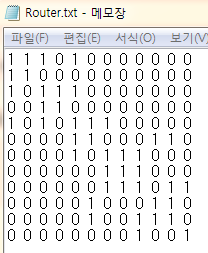 Router.txt - 메모장
파일(F) 편집(E) 서식(O) 보기(V)
1 1 1 0 1 0 0 0 0 0 0 0
1 1 0 0 0 0 0 0 0 0 0 0
1 0 1 1 1 0 0 0 0 0 0 0
0 0 1 1 0 1 0 0 0 0 0 0
1 0 1 0 1 1 1 0 0 0 0 0
0 0 0 1 1 1 0 0 0 1 1 0
0 0 0 0 1 0 1 1 1 0 0 0
0 0 0 0 0 0 1 1 1 0 0 0
0 0 0 0 0 0 1 1 1 0 1 1
0 0 0 0 0 1 0 0 0 1 1 0
0 0 0 0 0 1 0 0 1 1 1 0
0 0 0 0 0 0 0 0 1 0 0 1